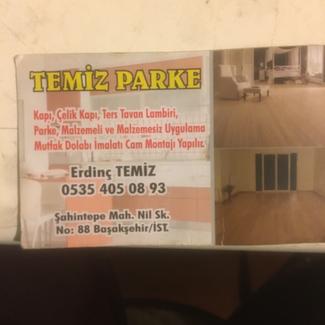 TEMİZ PARKE
Kapı, Çelik Kapı, Ters Tavan Lambiri,
Parke, Malzemeli ve Malzemesiz Uygulama
Mutfak Dolabı İmalatı Cam Montajı Yapılır.
Erdinç TEMİZ
0535 405 08 93
Şahintepe Mah. Nil Sk.
No: 88 Başakşehir/İST.